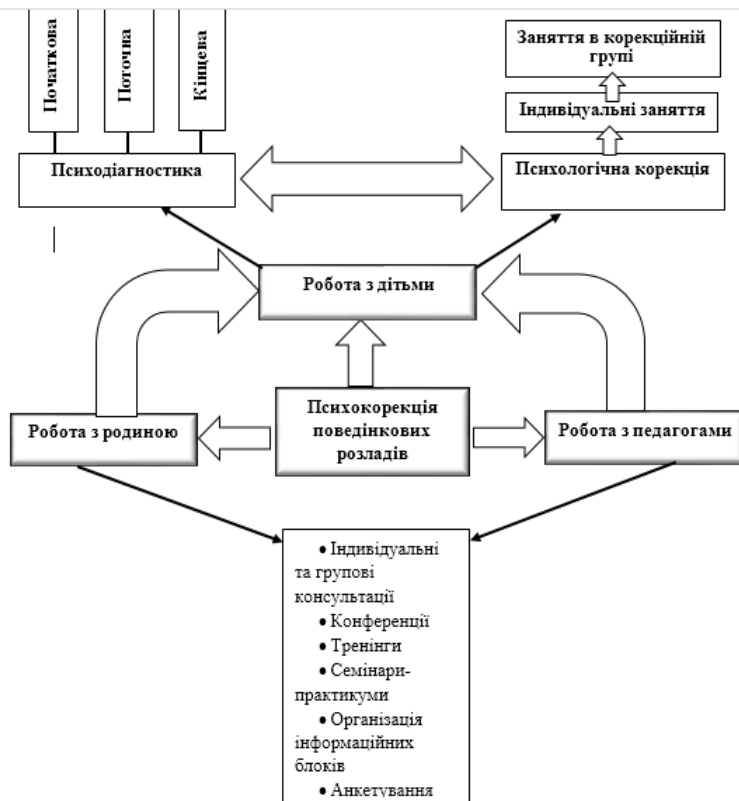 Початкова
Поточна
Кінцева
Заняття в корекційній
групі
Індивідуальні заняття
Психодіагностика
Психологічна корекція
Робота з дітьми
Робота з родиною
Психокорекція
поведінкових
розладів
Робота з педагогами
• Індивідуальні
та групові
консультації
• Конференції
• Тренінги
• Семінари-
практикуми
• Організація
інформаційних
блоків
• Анкетування